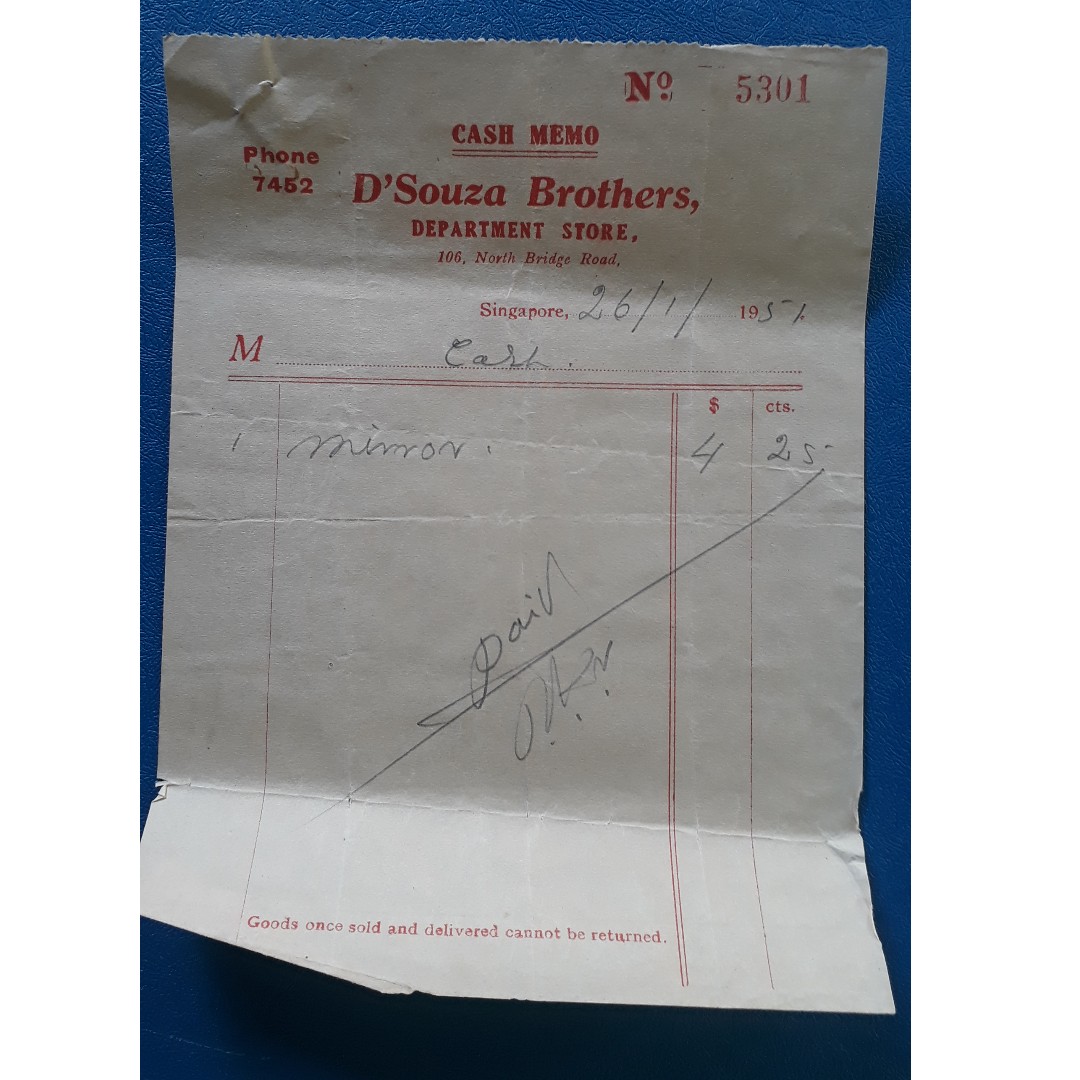 Nº 5301
CASH MEMO
Phone
7452
D'Souza Brothers,
DEPARTMENT STORE,
106, North Bridge Road,
Singapore, 26/1/ 1951.
M Cash.
$ cts.
1 mirror. 4 25
Paid
Goods once sold and delivered cannot be returned.